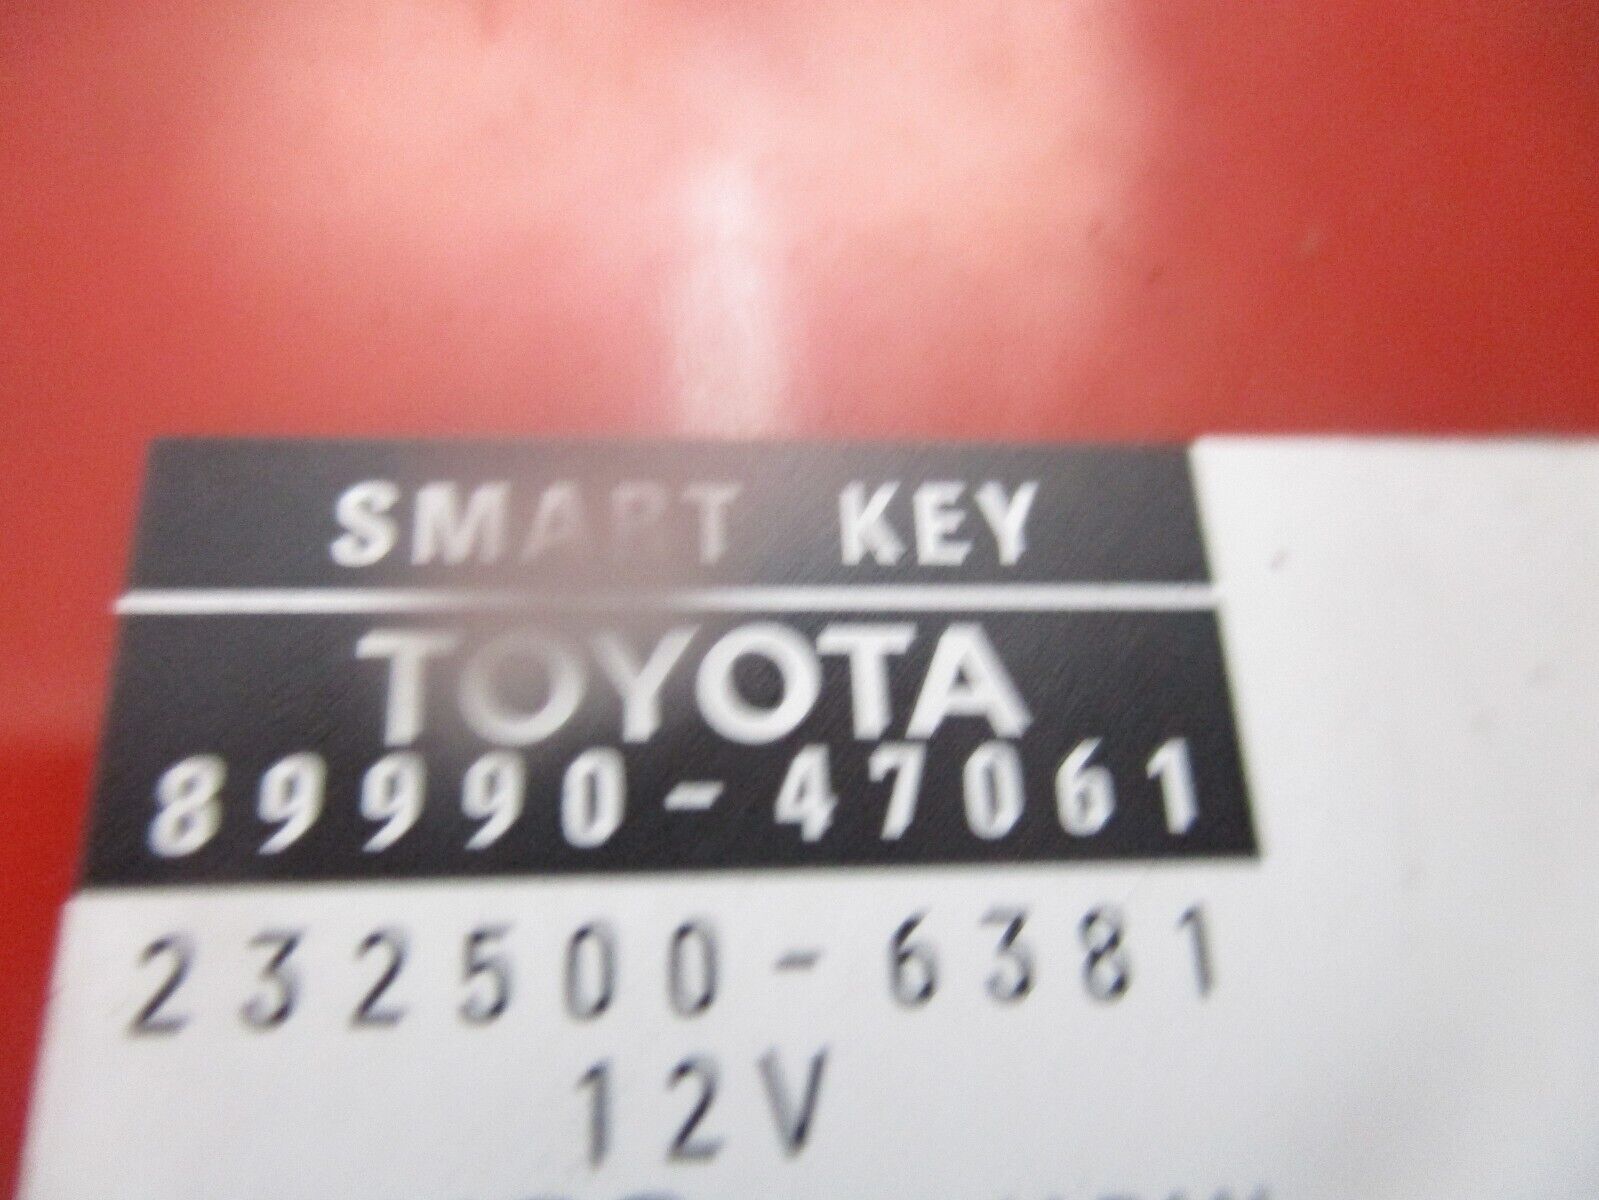 SMART KEY
TOYOTA
89990-47061
232500-6381
12V